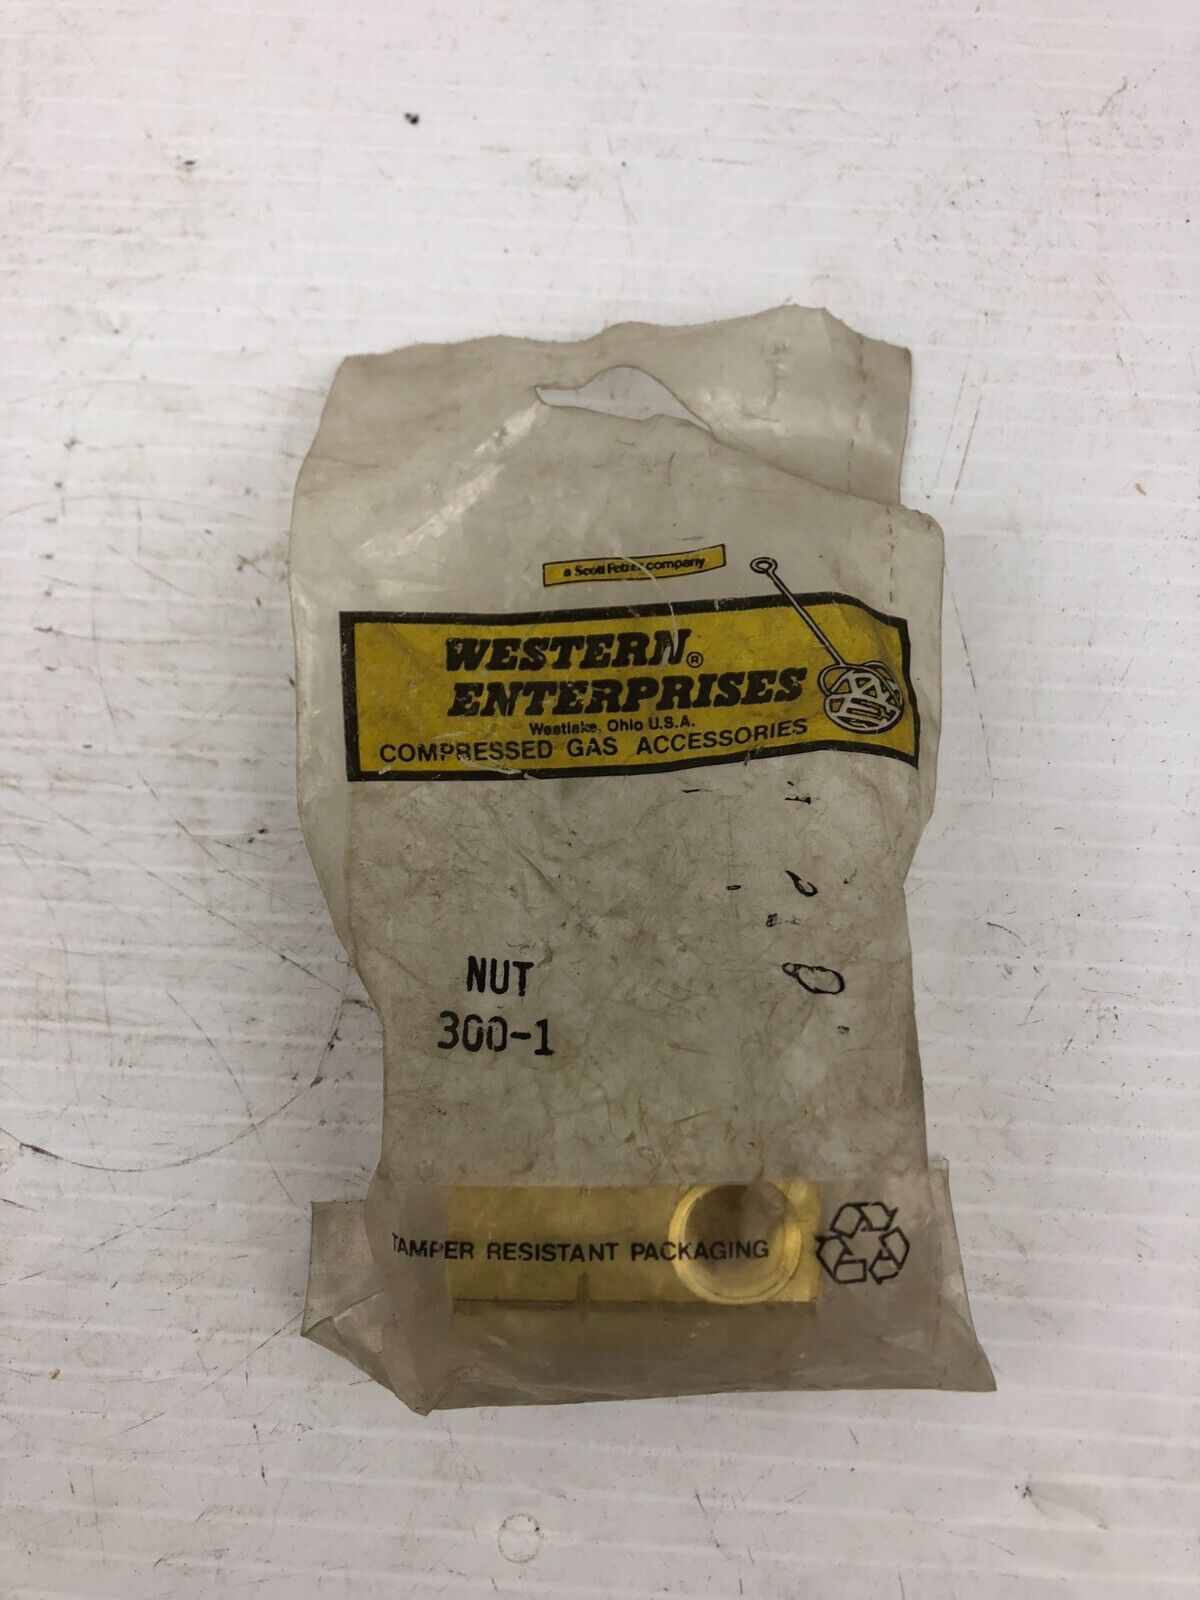 a Scott Fetzer company
WESTERN®
ENTERPRISES
Westlake, Ohio U.S.A.
COMPRESSED GAS ACCESSORIES
NUT
300-1
TAMPER RESISTANT PACKAGING